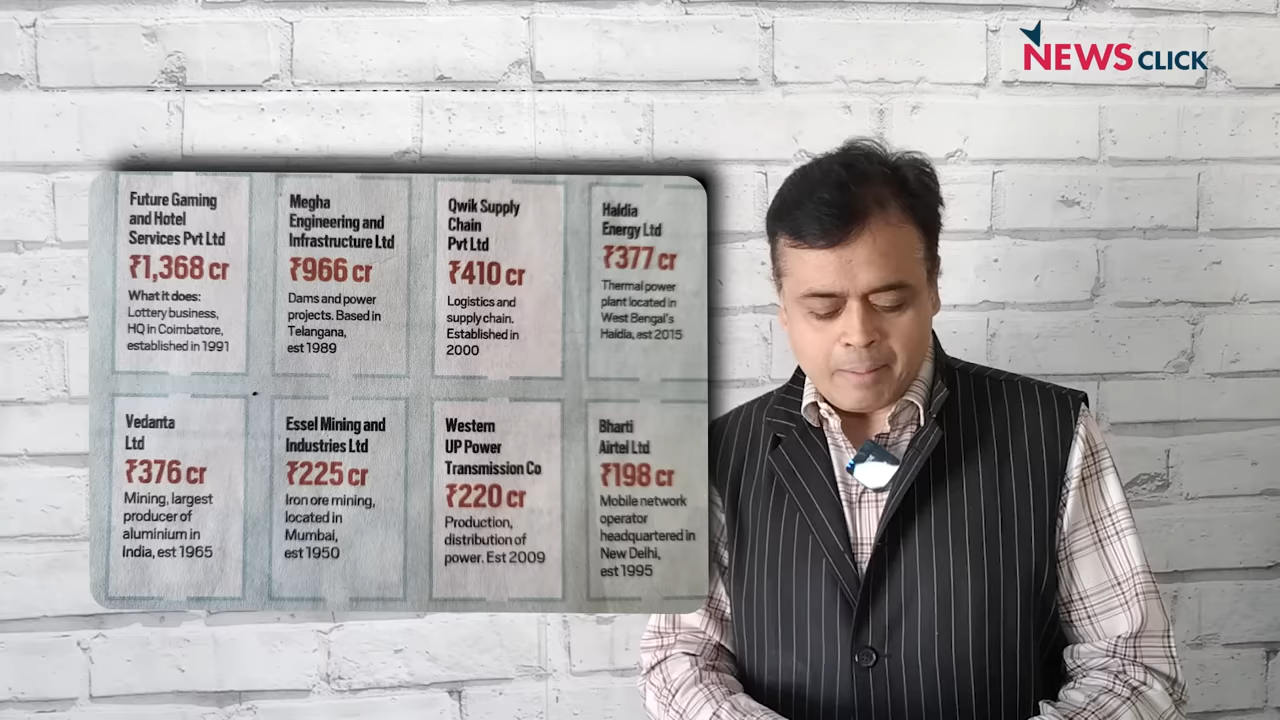 NEWS CLICK
Future Gaming
and Hotel
Services Pvt Ltd
₹1,368 cr
What it does:
Lottery business,
HQ in Coimbatore,
established in 1991
Megha
Engineering and
Infrastructure Ltd
₹966 cr
Dams and power
projects. Based in
Telangana,
est 1989
Qwik Supply
Chain
Pvt Ltd
₹410 cr
Logistics and
supply chain.
Established in
2000
Haldia
Energy Ltd
₹377 cr
Thermal power
plant located in
West Bengal's
Haldia, est 2015
Vedanta
Ltd
₹376 cr
Mining, largest
producer of
aluminium in
India, est 1965
Essel Mining and
Industries Ltd
₹225 cr
Iron ore mining,
located in
Mumbai,
est 1950
Western
UP Power
Transmission Co
₹220 cr
Production,
distribution of
power. Est 2009
Bharti
Airtel Ltd
₹198 cr
Mobile network
operator
headquartered in
New Delhi,
est 1995